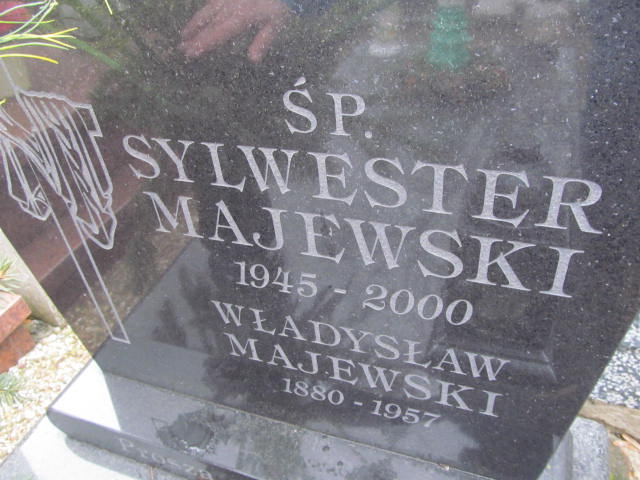 ŚP.
SYLWESTER
MAJEWSKI
1945 - 2000
WŁADYSŁAW
MAJEWSKI
1880 - 1957